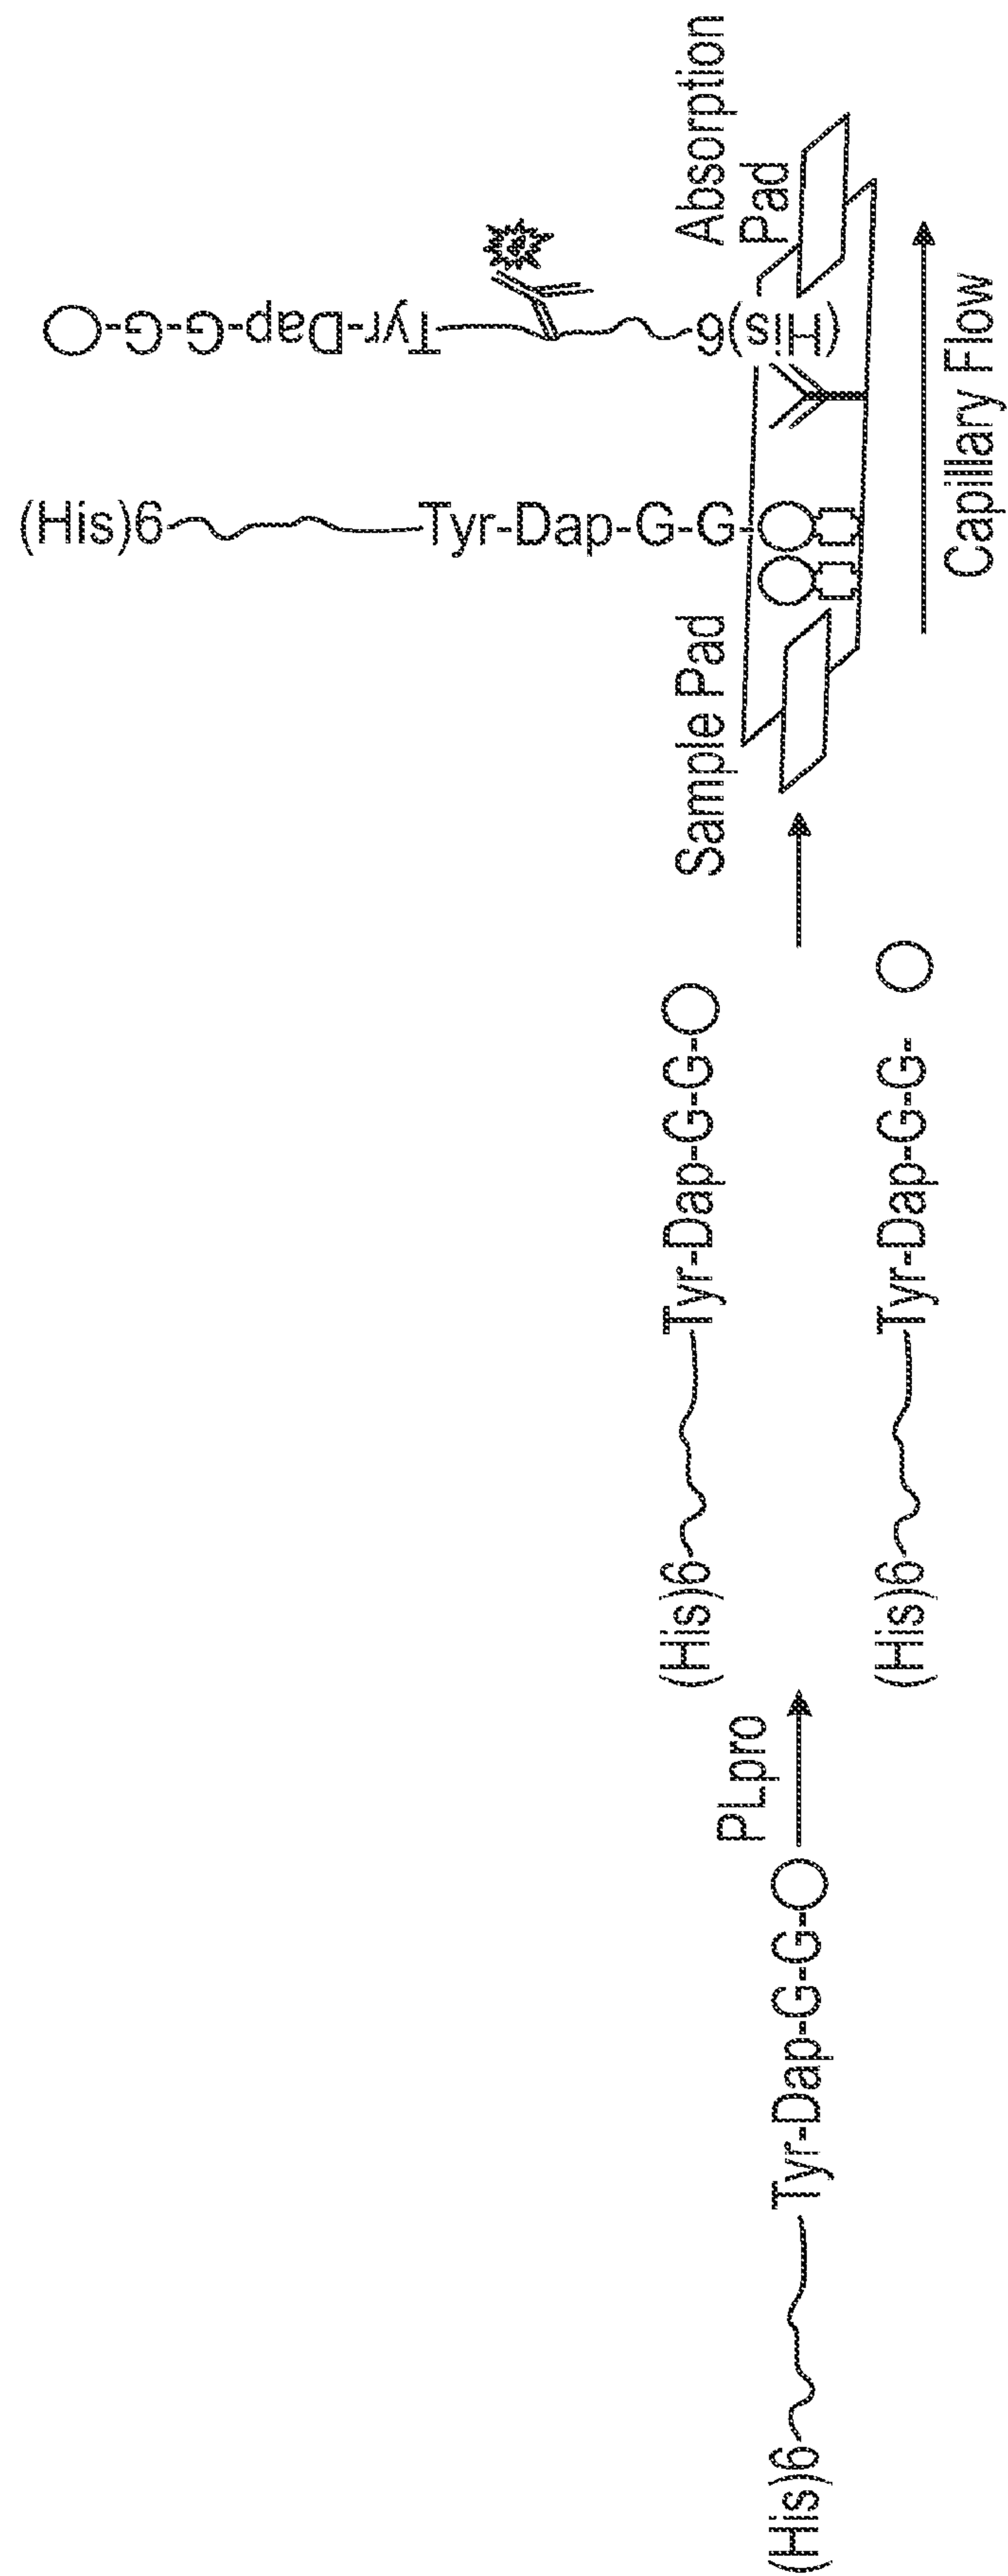 (His)6 Tyr-Dap-G-G-
PLpro
(His)6 Tyr-Dap-G-G-
(His)6 Tyr-Dap-G-G-
Sample Pad
(His)6 Tyr-Dap-G-G-
(His)6 Tyr-Dap-G-G-
Absorption
Pad
Capillary Flow